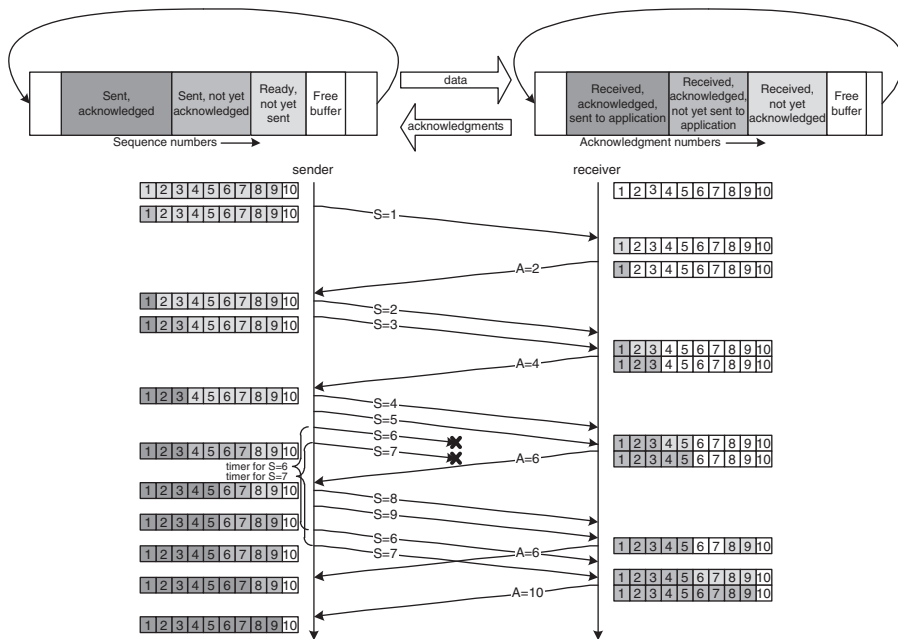 Sent, acknowledged
Sent, not yet acknowledged
Ready, not yet sent
Free buffer
data
acknowledgments
Received, acknowledged, sent to application
Received, acknowledged, not yet sent to application
Received, not yet acknowledged
Free buffer
Sequence numbers
Acknowledgment numbers
sender
receiver
1 2 3 4 5 6 7 8 9 10
1 2 3 4 5 6 7 8 9 10
1 2 3 4 5 6 7 8 9 10
S=1
1 2 3 4 5 6 7 8 9 10
A=2
1 2 3 4 5 6 7 8 9 10
1 2 3 4 5 6 7 8 9 10
S=2
1 2 3 4 5 6 7 8 9 10
S=3
1 2 3 4 5 6 7 8 9 10
A=4
1 2 3 4 5 6 7 8 9 10
1 2 3 4 5 6 7 8 9 10
S=4
S=5
S=6
1 2 3 4 5 6 7 8 9 10
1 2 3 4 5 6 7 8 9 10
S=7
A=6
1 2 3 4 5 6 7 8 9 10
timer for S=6
timer for S=7
1 2 3 4 5 6 7 8 9 10
S=8
S=9
1 2 3 4 5 6 7 8 9 10
S=6
1 2 3 4 5 6 7 8 9 10
S=7
A=6
1 2 3 4 5 6 7 8 9 10
1 2 3 4 5 6 7 8 9 10
1 2 3 4 5 6 7 8 9 10
A=10
1 2 3 4 5 6 7 8 9 10
1 2 3 4 5 6 7 8 9 10